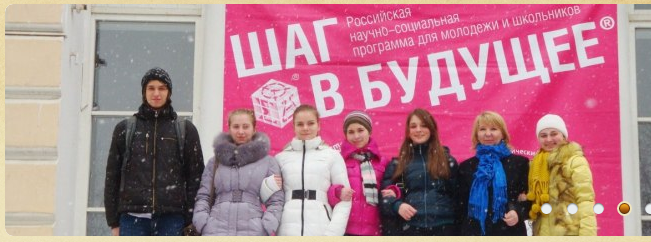 ШАГ
В БУДУЩЕЕ®
Российская
научно-социальная
программа для молодежи и школьников
®